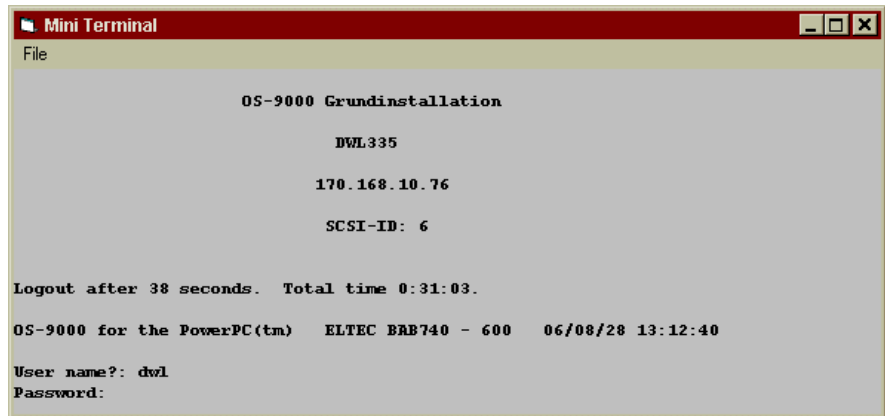 Mini Terminal
File
OS-9000 Grundinstallation
DWL335
170.168.10.76
SCSI-ID: 6
Logout after 38 seconds. Total time 0:31:03.
OS-9000 for the PowerPC(tm) ELTEC BAB740 - 600 06/08/28 13:12:40
User name?: dwl
Password: